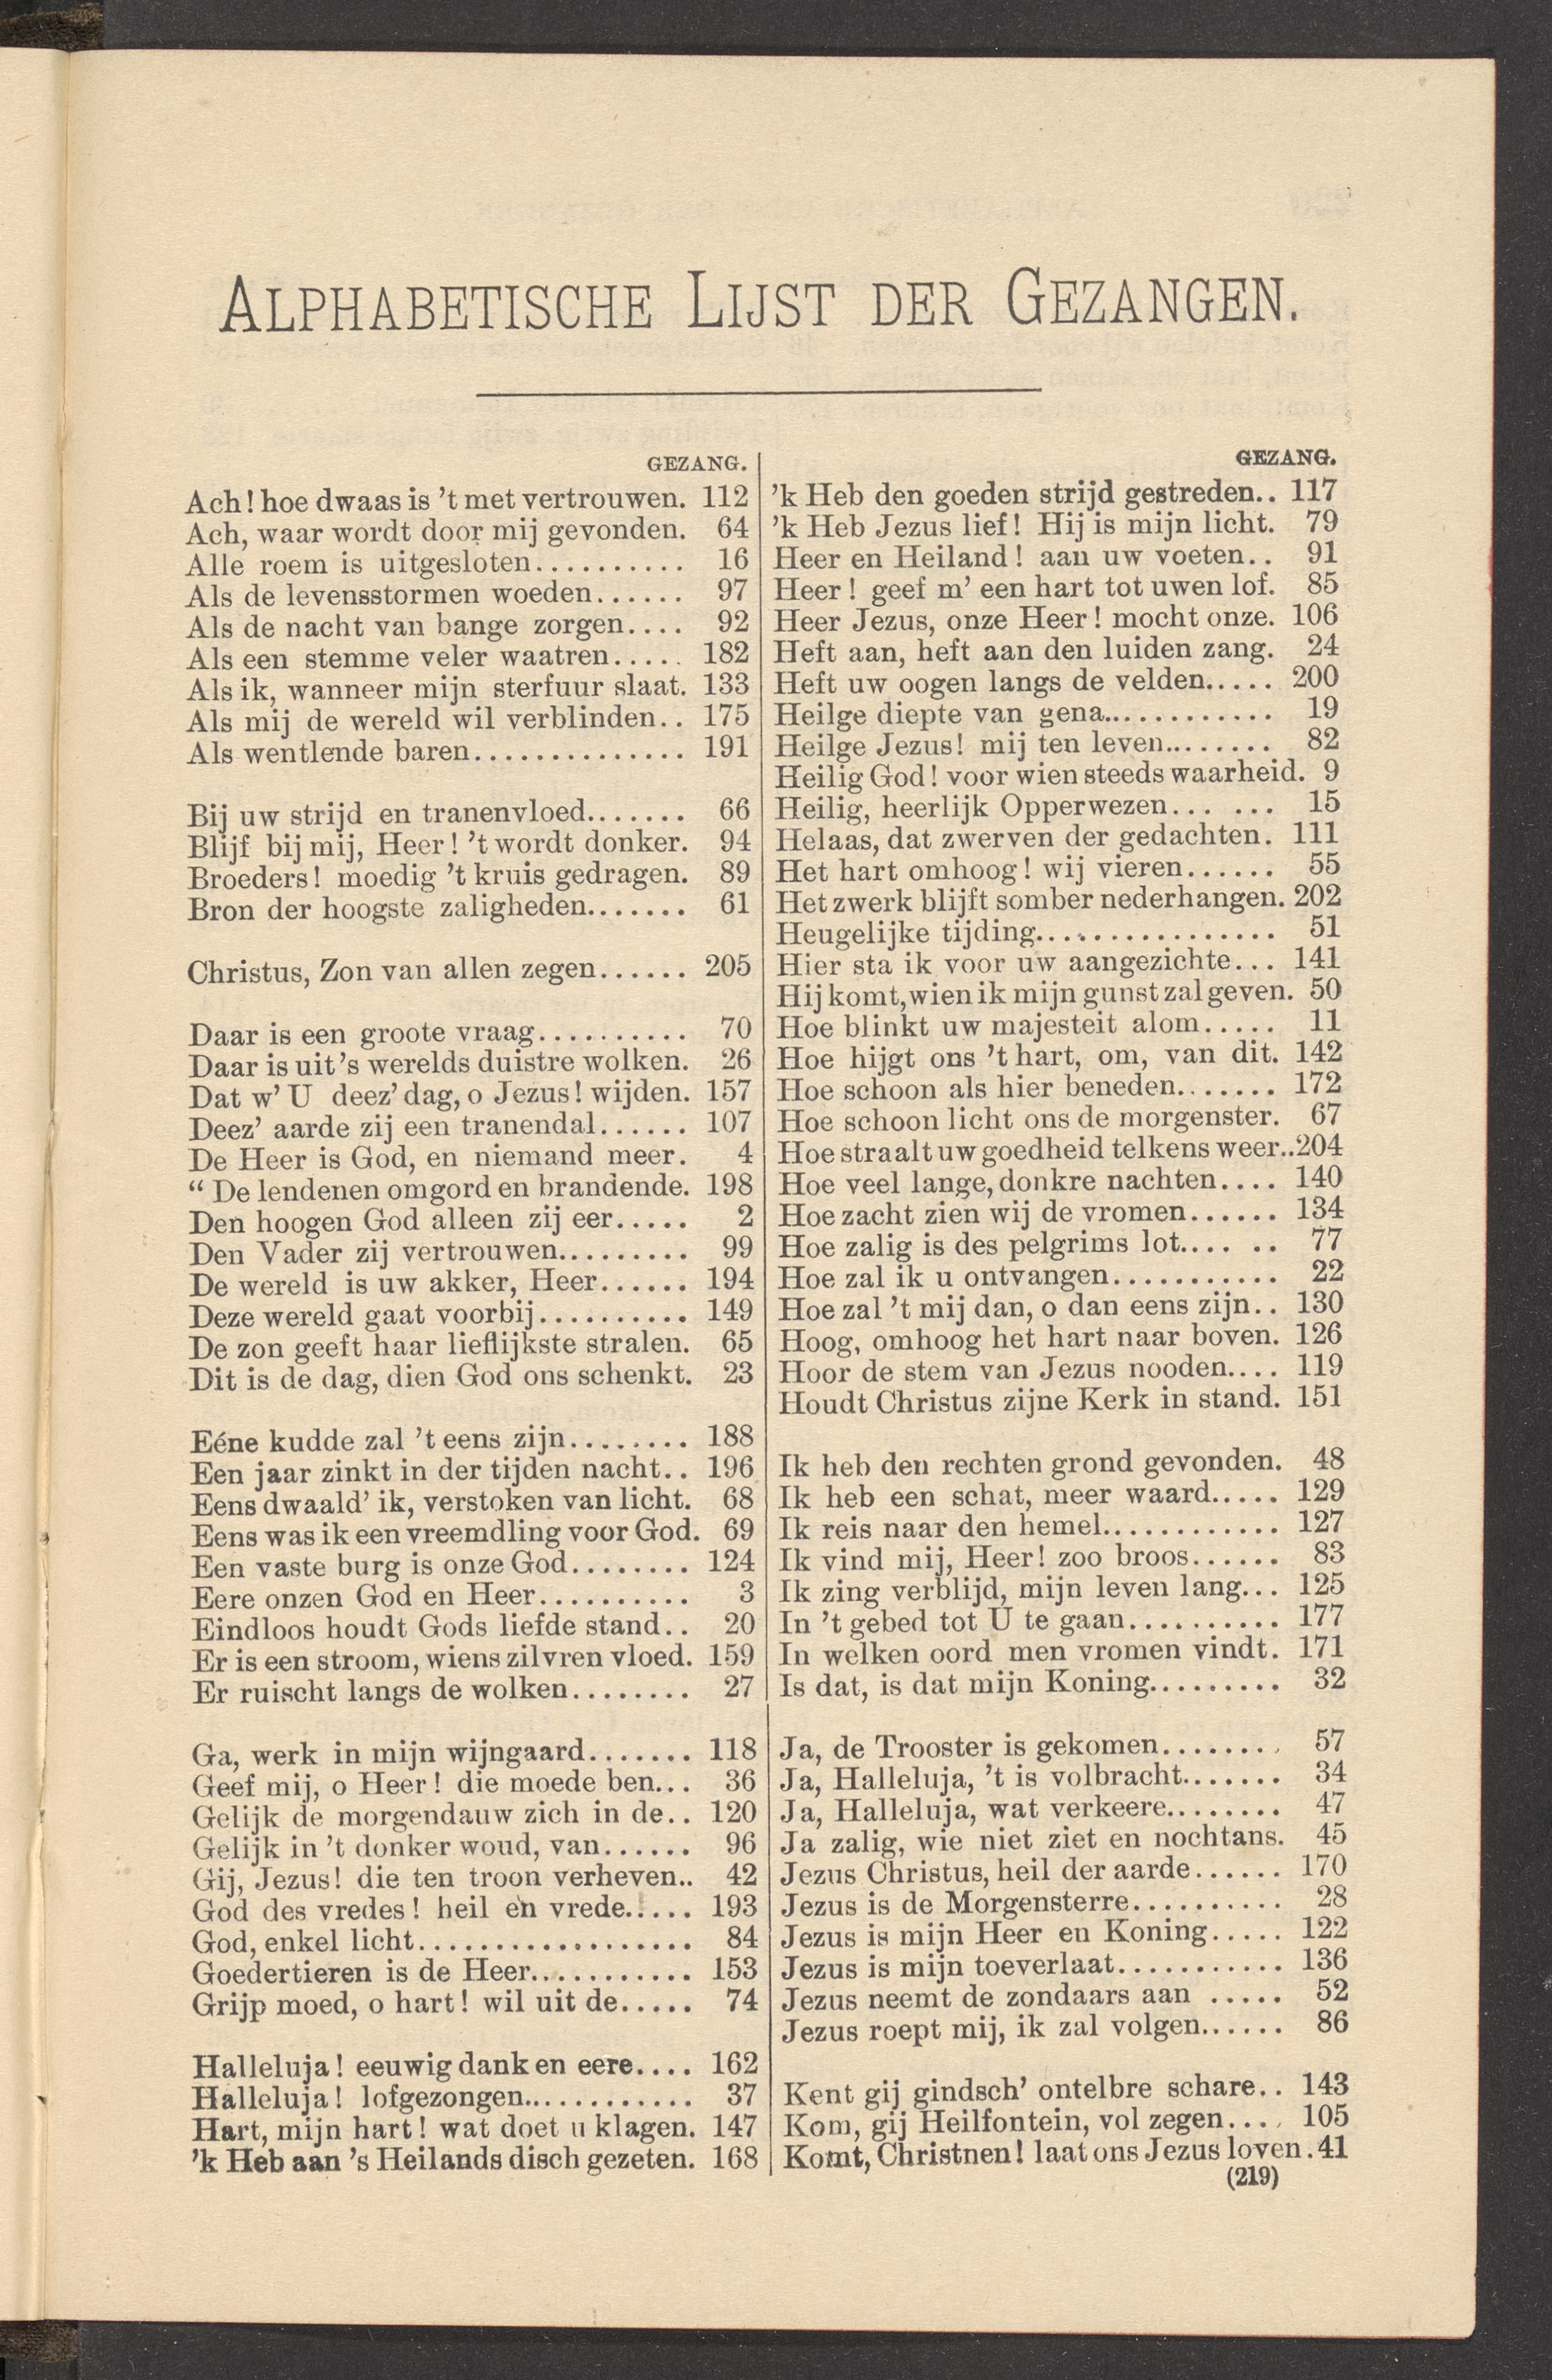 ALPHABETISCHE LIJST DER GEZANGEN.
GEZANG.
Ach! hoe dwaas is 't met vertrouwen. 112
Ach, waar wordt door mij gevonden. 64
Alle roem is uitgesloten.......... 16
Als de levensstormen woeden...... 97
Als de nacht van bange zorgen.... 92
Als een stemme veler waatren..... 182
Als ik, wanneer mijn sterfuur slaat. 133
Als mij de wereld wil verblinden.. 175
Als wentlende baren............... 191
Bij uw strijd en tranenvloed....... 66
Blijf bij mij, Heer! 't wordt donker. 94
Broeders! moedig 't kruis gedragen. 89
Bron der hoogste zaligheden....... 61
Christus, Zon van allen zegen...... 205
Daar is een groote vraag.......... 70
Daar is uit 's werelds duistre wolken. 26
Dat w' U deez' dag, o Jezus! wijden. 157
Deez' aarde zij een tranendal...... 107
De Heer is God, en niemand meer. 4
“ De lendenen omgord en brandende. 198
Den hoogen God alleen zij eer..... 2
Den Vader zij vertrouwen......... 99
De wereld is uw akker, Heer...... 194
Deze wereld gaat voorbij.......... 149
De zon geeft haar lieflijkste stralen. 65
Dit is de dag, dien God ons schenkt. 23
Eéne kudde zal 't eens zijn........ 188
Een jaar zinkt in der tijden nacht.. 196
Eens dwaald' ik, verstoken van licht. 68
Eens was ik een vreemdling voor God. 69
Een vaste burg is onze God........ 124
Eere onzen God en Heer.......... 3
Eindloos houdt Gods liefde stand.. 20
Er is een stroom, wiens zilvren vloed. 159
Er ruischt langs de wolken........ 27
Ga, werk in mijn wijngaard....... 118
Geef mij, o Heer! die moede ben... 36
Gelijk de morgendauw zich in de.. 120
Gelijk in 't donker woud, van...... 96
Gij, Jezus! die ten troon verheven.. 42
God des vredes! heil en vrede..... 193
God, enkel licht.................. 84
Goedertieren is de Heer........... 153
Grijp moed, o hart! wil uit de..... 74
Halleluja! eeuwig dank en eere.... 162
Halleluja! lofgezongen............ 37
Hart, mijn hart! wat doet u klagen. 147
'k Heb aan 's Heilands disch gezeten. 168
GEZANG.
'k Heb den goeden strijd gestreden.. 117
'k Heb Jezus lief! Hij is mijn licht. 79
Heer en Heiland! aan uw voeten.. 91
Heer! geef m' een hart tot uwen lof. 85
Heer Jezus, onze Heer! mocht onze. 106
Heft aan, heft aan den luiden zang. 24
Heft uw oogen langs de velden..... 200
Heilge diepte van gena............ 19
Heilge Jezus! mij ten leven........ 82
Heilig God! voor wien steeds waarheid. 9
Heilig, heerlijk Opperwezen... ... 15
Helaas, dat zwerven der gedachten. 111
Het hart omhoog! wij vieren...... 55
Het zwerk blijft somber nederhangen. 202
Heugelijke tijding................ 51
Hier sta ik voor uw aangezichte... 141
Hij komt, wien ik mijn gunst zal geven. 50
Hoe blinkt uw majesteit alom..... 11
Hoe hijgt ons 't hart, om, van dit. 142
Hoe schoon als hier beneden....... 172
Hoe schoon licht ons de morgenster. 67
Hoe straalt uw goedheid telkens weer..204
Hoe veel lange, donkre nachten.... 140
Hoe zacht zien wij de vromen...... 134
Hoe zalig is des pelgrims lot.... .. 77
Hoe zal ik u ontvangen........... 22
Hoe zal 't mij dan, o dan eens zijn.. 130
Hoog, omhoog het hart naar boven. 126
Hoor de stem van Jezus nooden.... 119
Houdt Christus zijne Kerk in stand. 151
Ik heb den rechten grond gevonden. 48
Ik heb een schat, meer waard..... 129
Ik reis naar den hemel............ 127
Ik vind mij, Heer! zoo broos...... 83
Ik zing verblijd, mijn leven lang... 125
In 't gebed tot U te gaan.......... 177
In welken oord men vromen vindt. 171
Is dat, is dat mijn Koning......... 32
Ja, de Trooster is gekomen........ 57
Ja, Halleluja, 't is volbracht....... 34
Ja, Halleluja, wat verkeere........ 47
Ja zalig, wie niet ziet en nochtans. 45
Jezus Christus, heil der aarde...... 170
Jezus is de Morgensterre.......... 28
Jezus is mijn Heer en Koning..... 122
Jezus is mijn toeverlaat........... 136
Jezus neemt de zondaars aan ..... 52
Jezus roept mij, ik zal volgen...... 86
Kent gij gindsch' ontelbre schare.. 143
Kom, gij Heilfontein, vol zegen.... 105
Komt, Christnen! laat ons Jezus loven. 41
(219)